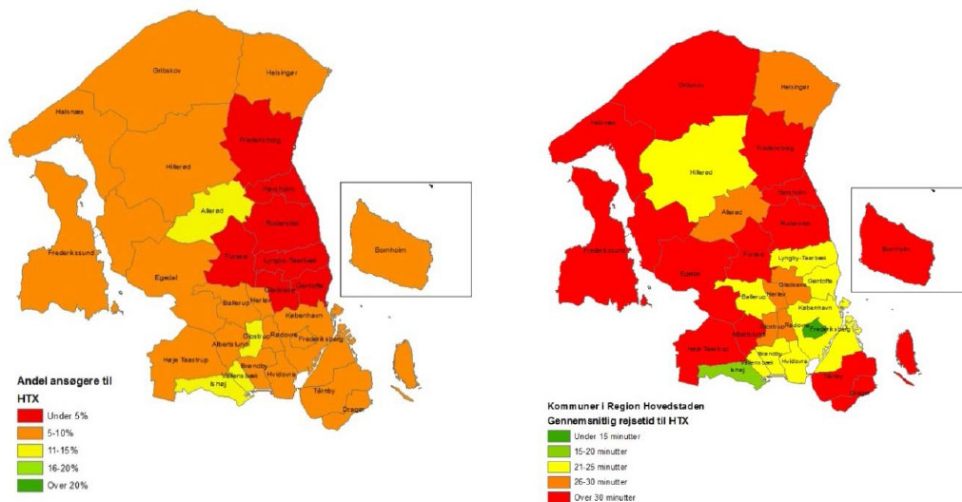 Gribskov
Helsingør
Halsnæs
Fredensborg
Hillerød
Hørsholm
Allerød
Rudersdal
Bornholm
Frederikssund
Furesø
Egedal
Lyngby-Taarbæk
Gladsaxe
Gentofte
Ballerup
Herlev
København
Glostrup
Rødovre
Frederiksberg
Albertslund
Høje Taastrup
Brøndby
Vallensbæk
Hvidovre
Ishøj
Tårnby
Dragør
Andel ansøgere til
HTX
Under 5%
5-10%
11-15%
16-20%
Over 20%
Gribskov
Helsingør
Halsnæs
Fredensborg
Hillerød
Hørsholm
Allerød
Rudersdal
Bornholm
Frederikssund
Furesø
Egedal
Lyngby-Taarbæk
Gladsaxe
Gentofte
Ballerup
Herlev
København
Glostrup
Rødovre
Frederiksberg
Albertslund
Høje Taastrup
Brøndby
Vallensbæk
Hvidovre
Ishøj
Tårnby
Dragør
Kommuner i Region Hovedstaden
Gennemsnitlig rejsetid til HTX
Under 15 minutter
15-20 minutter
21-25 minutter
26-30 minutter
Over 30 minutter